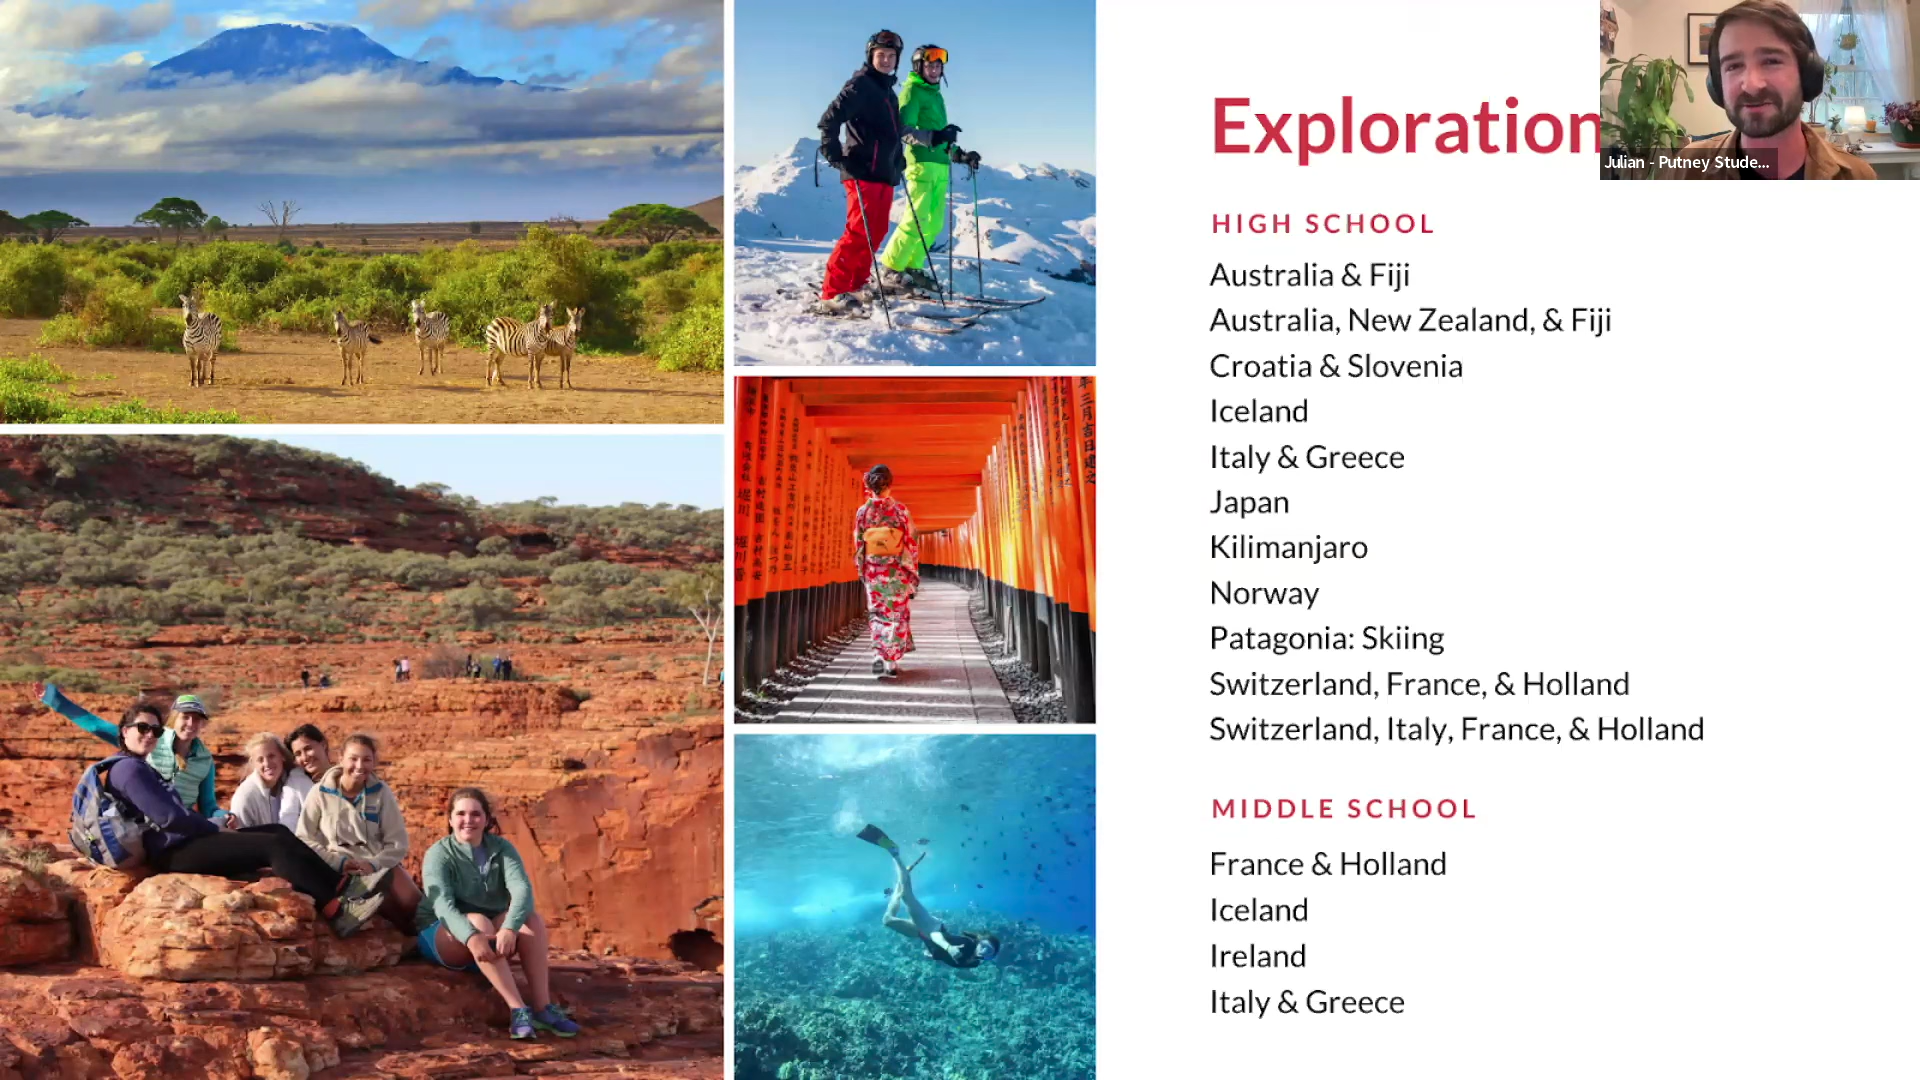 Exploration
Julian - Putney Stude...
HIGH SCHOOL
Australia & Fiji
Australia, New Zealand, & Fiji
Croatia & Slovenia
Iceland
Italy & Greece
Japan
Kilimanjaro
Norway
Patagonia: Skiing
Switzerland, France, & Holland
Switzerland, Italy, France, & Holland
MIDDLE SCHOOL
France & Holland
Iceland
Ireland
Italy & Greece